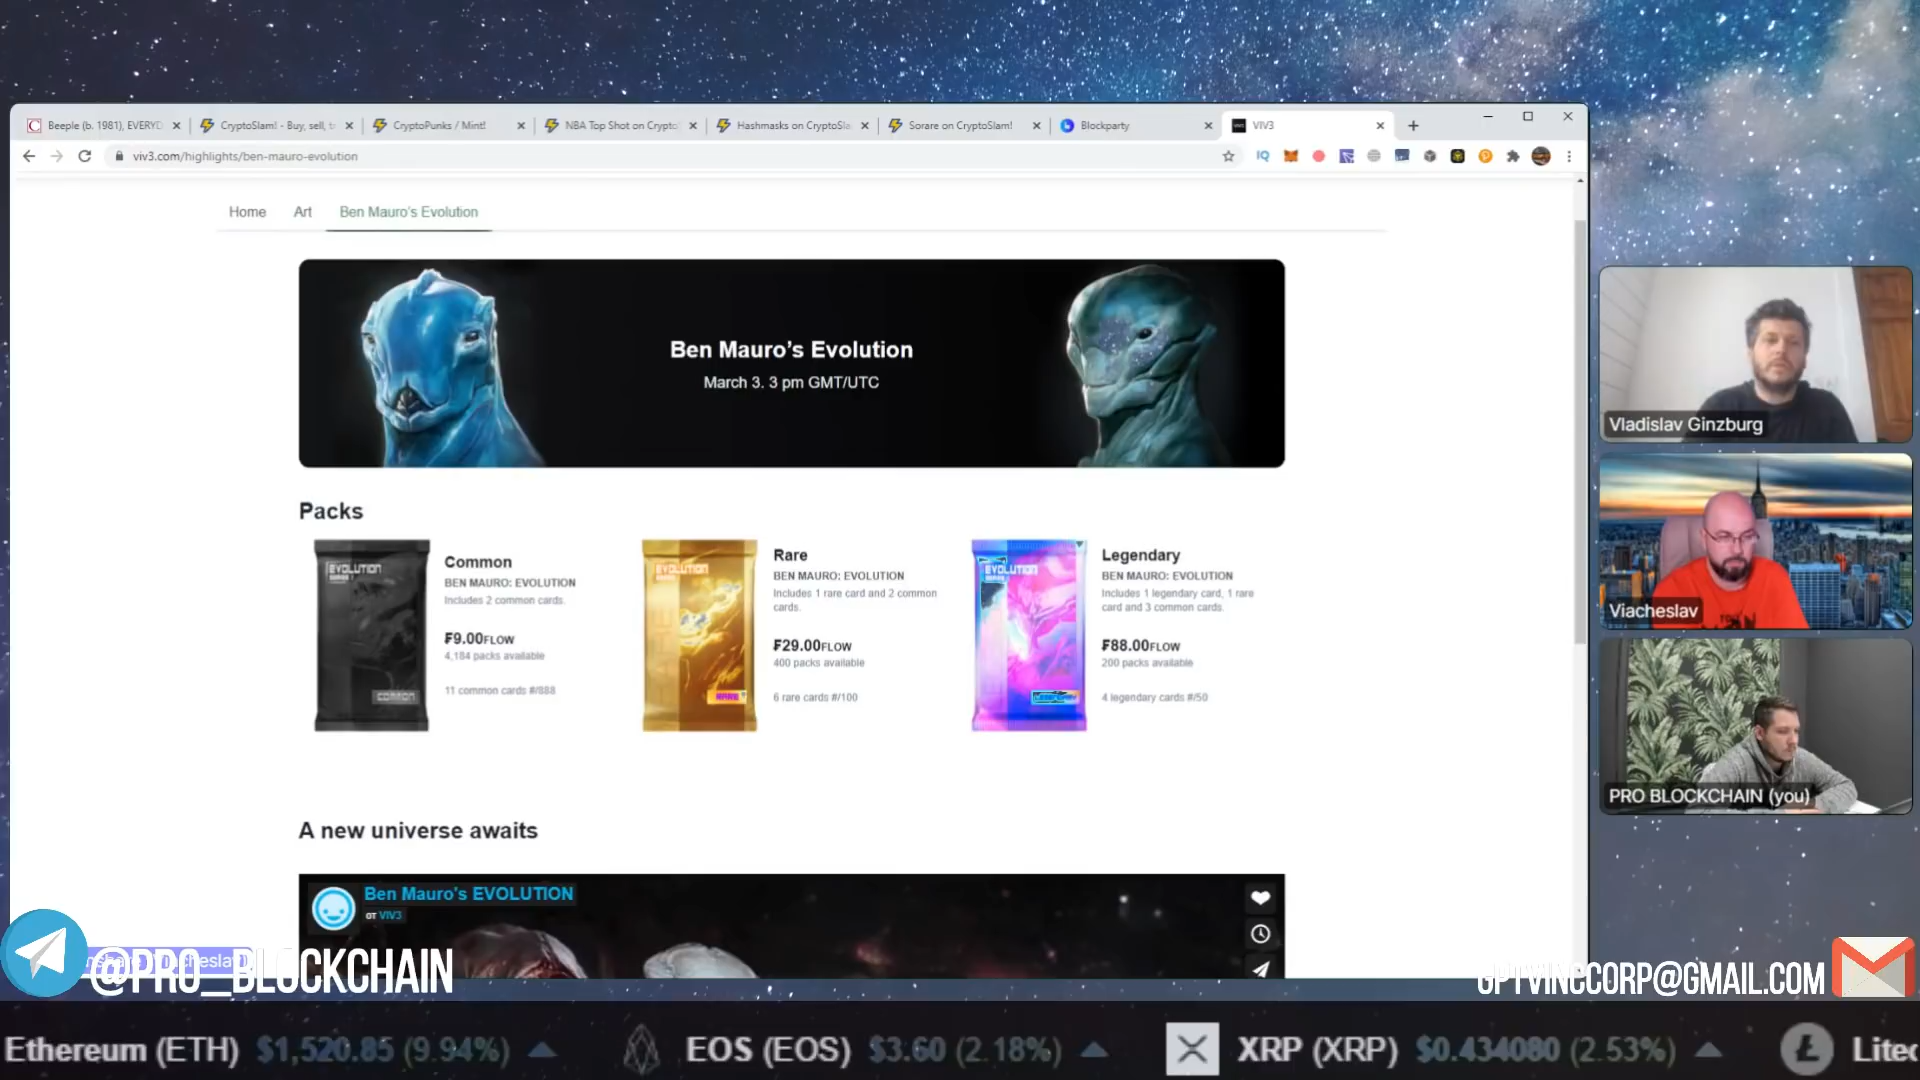 Beeple (b. 1981), EVERYD
CryptoSlam! - Buy, sell, t
CryptoPunks / Mint!
NBA Top Shot on Crypto
Hashmasks on CryptoSla
Sorare on CryptoSlam!
Blockparty
VIV3
viv3.com/highlights/ben-mauro-evolution
IQ
Home
Art
Ben Mauro's Evolution
Ben Mauro's Evolution
March 3. 3 pm GMT/UTC
Packs
EVOLUTION
COMMON
Common
BEN MAURO: EVOLUTION
Includes 2 common cards.
₣9.00FLOW
4,184 packs available
11 common cards #/888
EVOLUTION
RARE
Rare
BEN MAURO: EVOLUTION
Includes 1 rare card and 2 common
cards.
₣29.00FLOW
400 packs available
6 rare cards #/100
EVOLUTION
LEGENDARY
Legendary
BEN MAURO: EVOLUTION
Includes 1 legendary card, 1 rare
card and 3 common cards.
₣88.00FLOW
200 packs available
4 legendary cards #/50
A new universe awaits
Ben Mauro's EVOLUTION
от VIV3
Vladislav Ginzburg
Viacheslav
PRO BLOCKCHAIN (you)
@PRO_BLOCKCHAIN
GPTVINCCORP@GMAIL.COM
Ethereum (ETH) $1,520.85 (9.94%)
EOS (EOS) $3.60 (2.18%)
XRP (XRP) $0.434080 (2.53%)
Litec